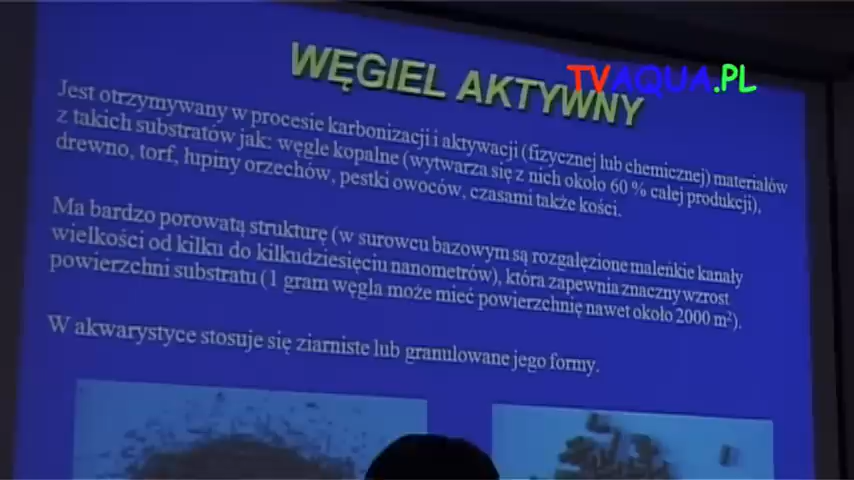 WĘGIEL AKTYWNY
TVAQUA.PL
Jest otrzymywany w procesie karbonizacji i aktywacji (fizycznej lub chemicznej) materiałów
z takich substratów jak: węgle kopalne (wytwarza się z nich około 60 % całej produkcji),
drewno, torf, łupiny orzechów, pestki owoców, czasami także kości.
Ma bardzo porowatą strukturę (w surowcu bazowym są rozgałęzione maleńkie kanały
wielkości od kilku do kilkudziesięciu nanometrów), która zapewnia znaczny wzrost
powierzchni substratu (1 gram węgla może mieć powierzchnię nawet około 2000 m²).
W akwarystyce stosuje się ziarniste lub granulowane jego formy.